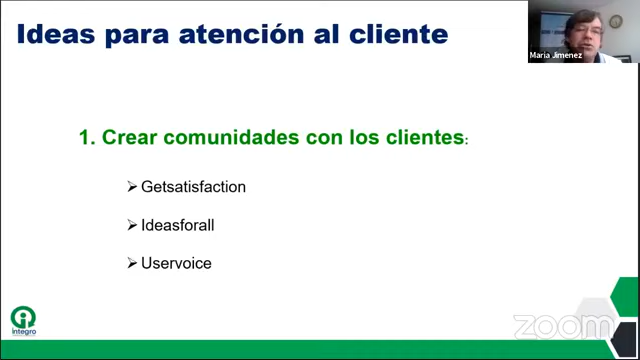 Ideas para atención al cliente
Maria Jimenez
1. Crear comunidades con los clientes:
➢ Getsatisfaction
➢ Ideasforall
➢ Uservoice
integro
zoom